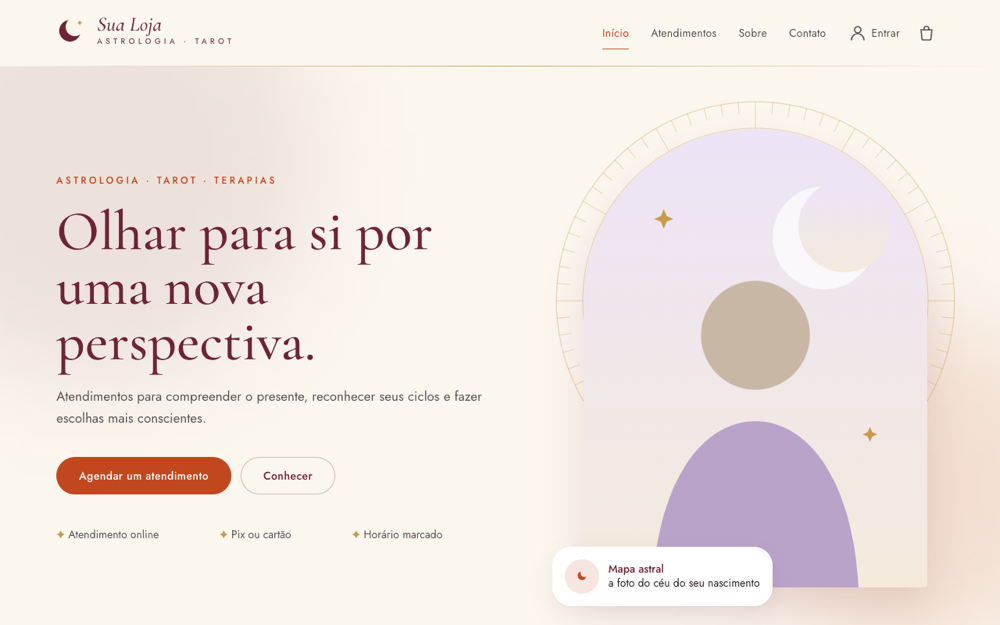 Sua Loja
ASTROLOGIA · TAROT
Início
Atendimentos
Sobre
Contato
Entrar
ASTROLOGIA · TAROT · TERAPIAS
Olhar para si por
uma nova
perspectiva.
Atendimentos para compreender o presente, reconhecer seus ciclos e fazer
escolhas mais conscientes.
Agendar um atendimento
Conhecer
Atendimento online
Pix ou cartão
Horário marcado
Mapa astral
a foto do céu do seu nascimento